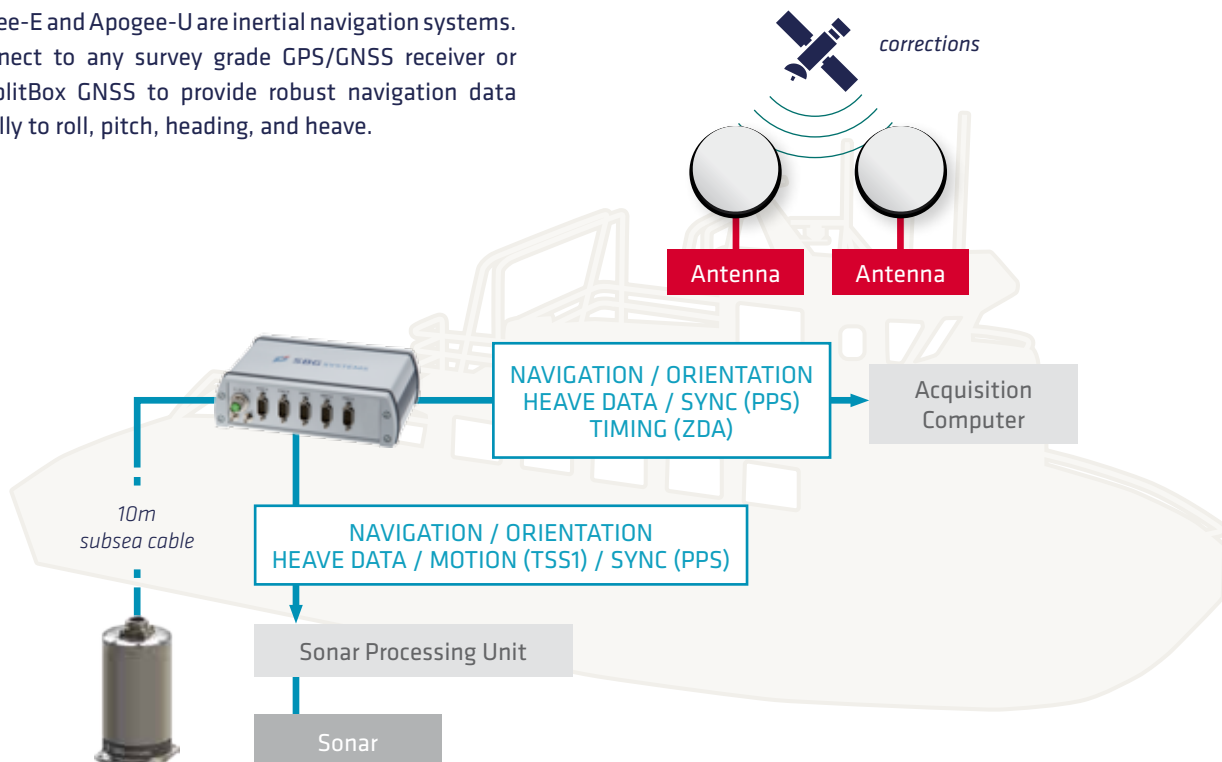 ee-E and Apogee-U are inertial navigation systems.
nect to any survey grade GPS/GNSS receiver or
plitBox GNSS to provide robust navigation data
lly to roll, pitch, heading, and heave.
corrections
Antenna
Antenna
SBG SYSTEMS
NAVIGATION / ORIENTATION
HEAVE DATA / SYNC (PPS)
TIMING (ZDA)
Acquisition
Computer
10m
subsea cable
NAVIGATION / ORIENTATION
HEAVE DATA / MOTION (TSS1) / SYNC (PPS)
Sonar Processing Unit
Sonar